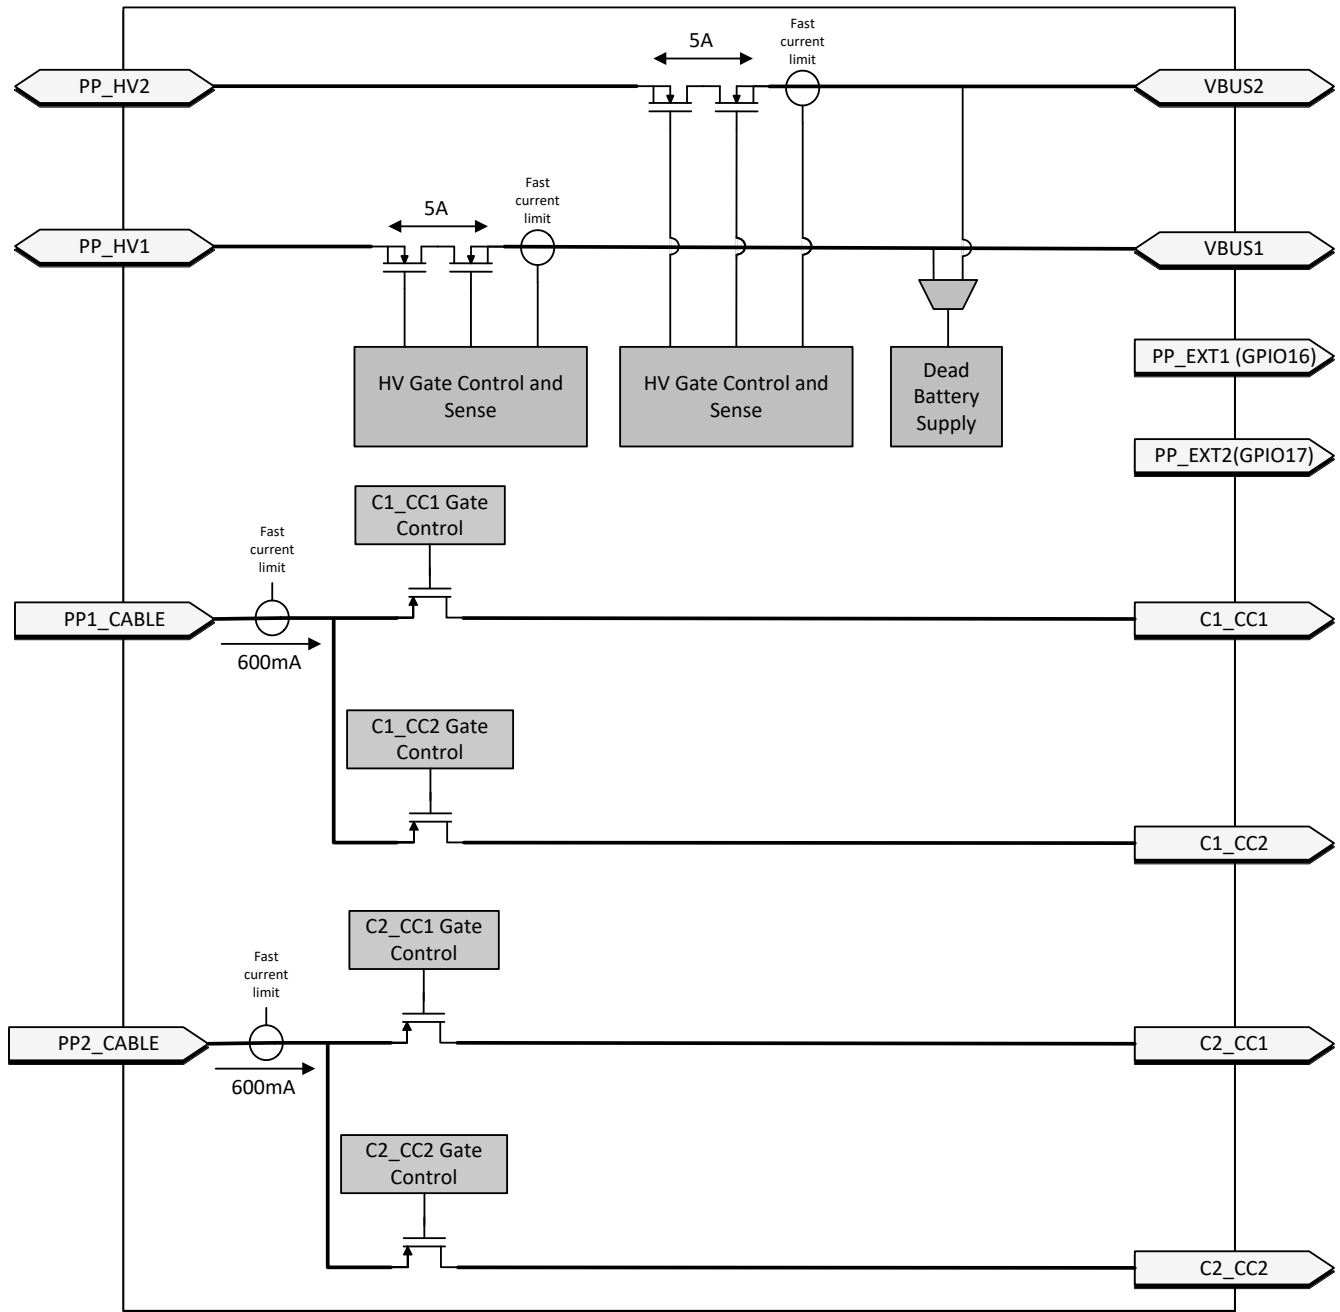 Fast
current
limit
5A
PP_HV2
VBUS2
Fast
current
limit
5A
PP_HV1
VBUS1
PP_EXT1 (GPIO16)
HV Gate Control and
Sense
HV Gate Control and
Sense
Dead
Battery
Supply
PP_EXT2(GPIO17)
C1_CC1 Gate
Control
Fast
current
limit
PP1_CABLE
600mA
C1_CC1
C1_CC2 Gate
Control
C1_CC2
C2_CC1 Gate
Control
Fast
current
limit
PP2_CABLE
600mA
C2_CC1
C2_CC2 Gate
Control
C2_CC2